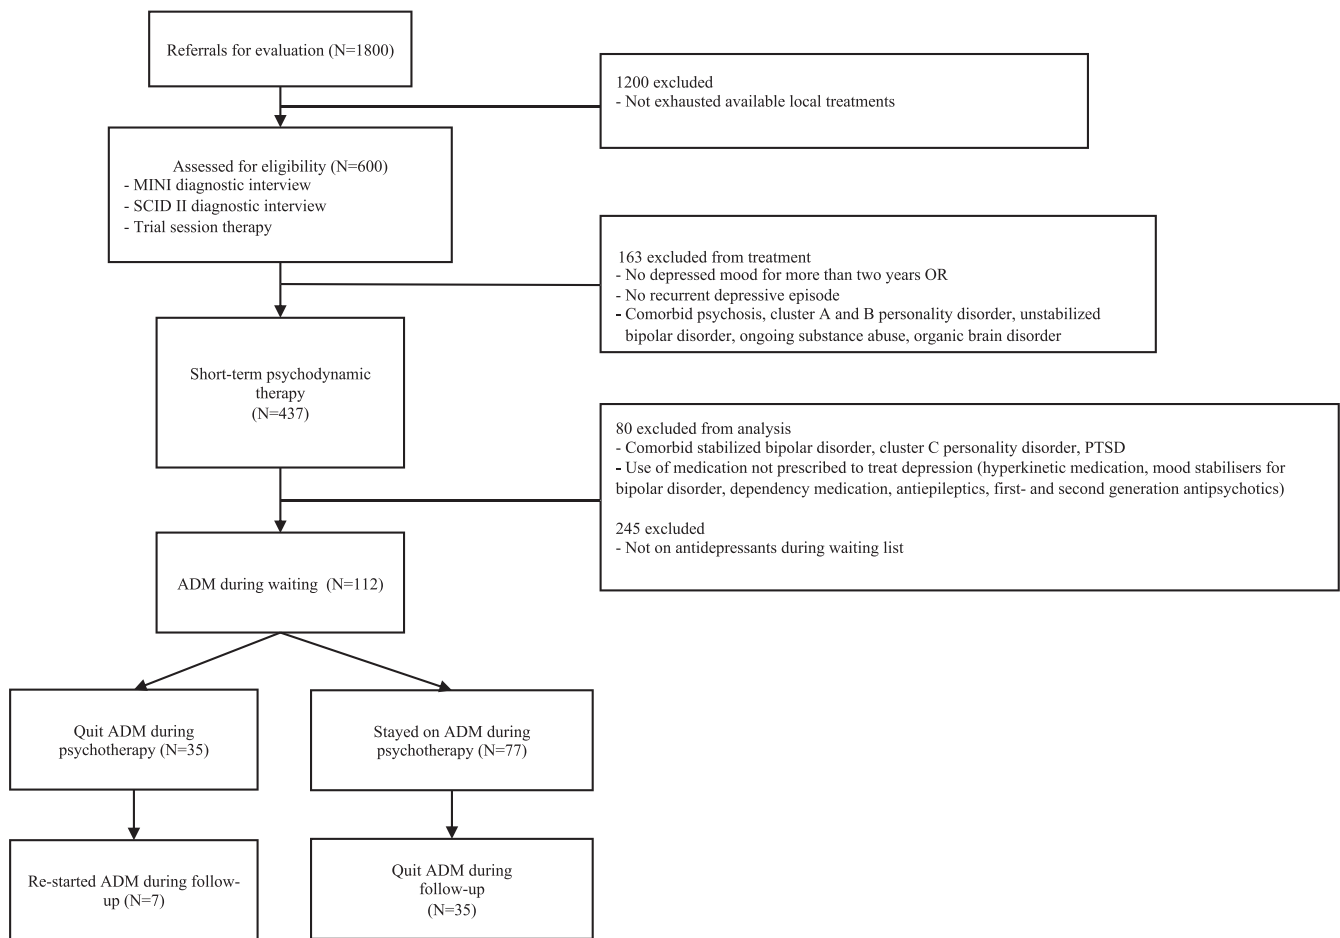 Referrals for evaluation (N=1800)
1200 excluded
- Not exhausted available local treatments
Assessed for eligibility (N=600)
- MINI diagnostic interview
- SCID II diagnostic interview
- Trial session therapy
163 excluded from treatment
- No depressed mood for more than two years OR
- No recurrent depressive episode
- Comorbid psychosis, cluster A and B personality disorder, unstabilized
bipolar disorder, ongoing substance abuse, organic brain disorder
Short-term psychodynamic
therapy
(N=437)
80 excluded from analysis
- Comorbid stabilized bipolar disorder, cluster C personality disorder, PTSD
- Use of medication not prescribed to treat depression (hyperkinetic medication, mood stabilisers for
bipolar disorder, dependency medication, antiepileptics, first- and second generation antipsychotics)
245 excluded
- Not on antidepressants during waiting list
ADM during waiting (N=112)
Quit ADM during
psychotherapy (N=35)
Stayed on ADM during
psychotherapy (N=77)
Re-started ADM during follow-
up (N=7)
Quit ADM during
follow-up
(N=35)